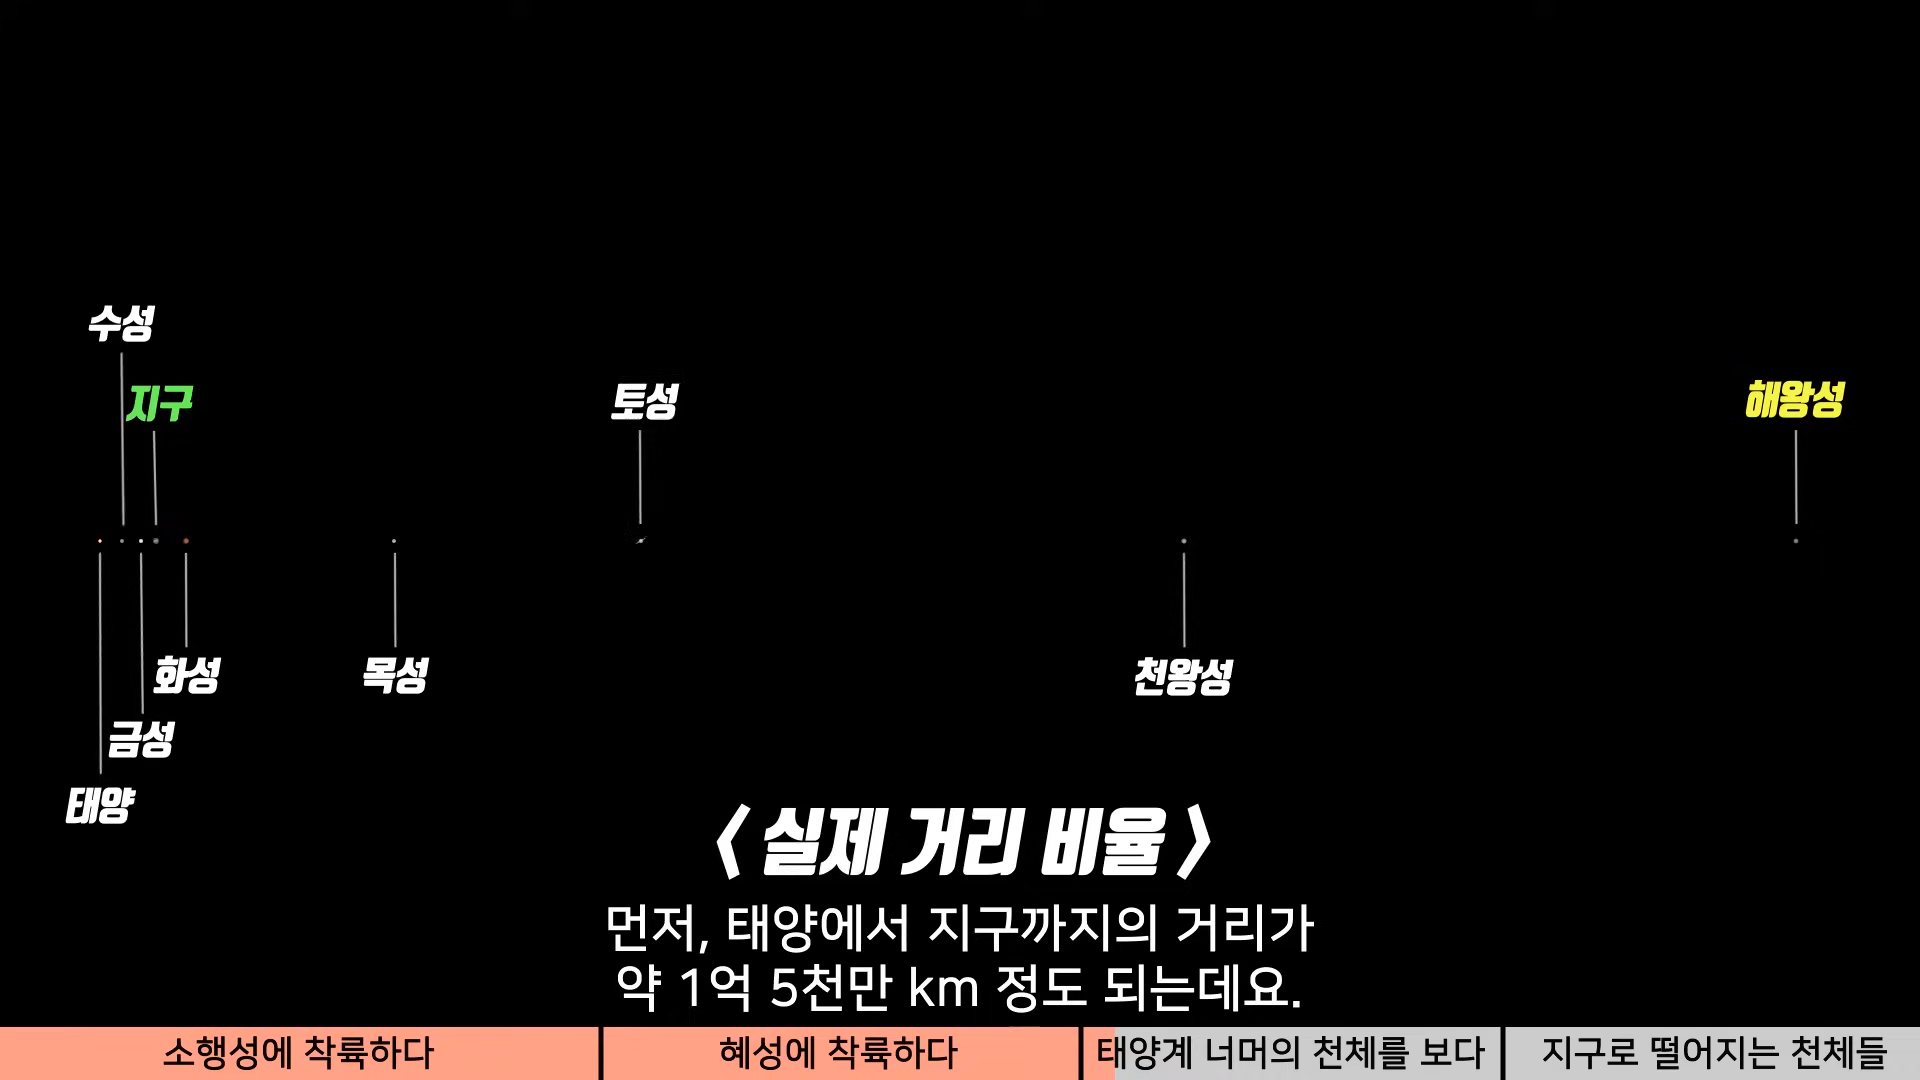 수성
지구
토성
해왕성
화성
목성
천왕성
금성
태양
〈 실제 거리 비율 〉
먼저, 태양에서 지구까지의 거리가
약 1억 5천만 km 정도 되는데요.
소행성에 착륙하다
혜성에 착륙하다
태양계 너머의 천체를 보다
지구로 떨어지는 천체들